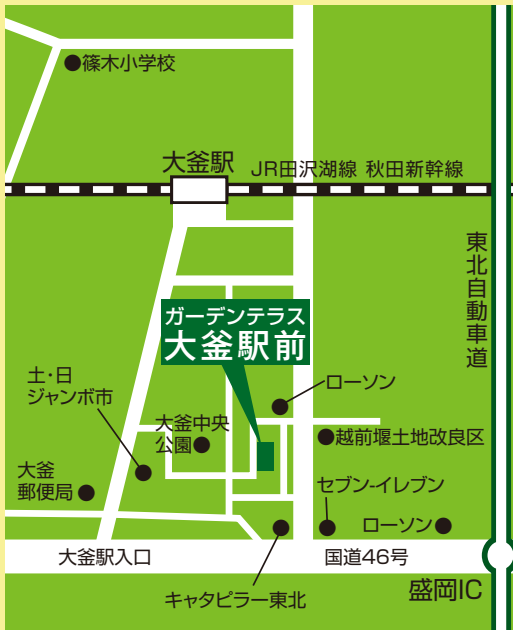 篠木小学校
大釜駅
JR田沢湖線 秋田新幹線
東北自動車道
ガーデンテラス
大釜駅前
土・日
ジャンボ市
ローソン
大釜中央
公園
越前堰土地改良区
大釜
郵便局
セブン-イレブン
ローソン
大釜駅入口
国道46号
盛岡IC
キャタピラー東北